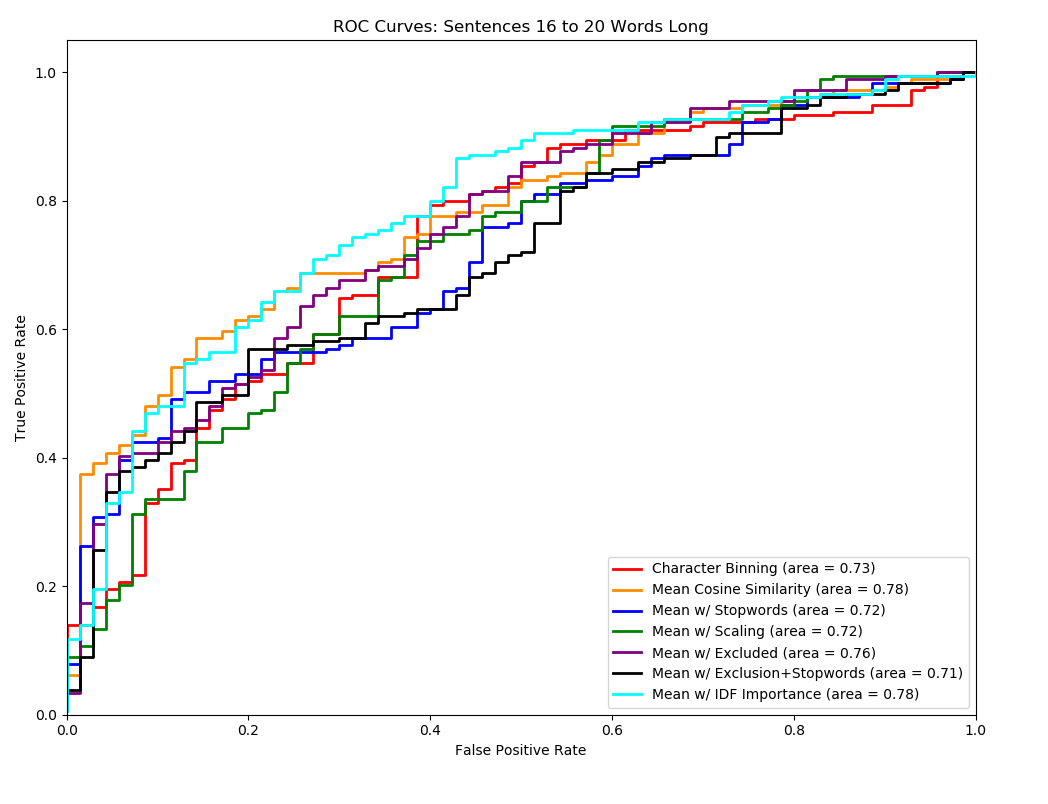 ROC Curves: Sentences 16 to 20 Words Long
True Positive Rate
1.0
0.8
0.6
0.4
0.2
0.0
Character Binning (area = 0.73)
Mean Cosine Similarity (area = 0.78)
Mean w/ Stopwords (area = 0.72)
Mean w/ Scaling (area = 0.72)
Mean w/ Excluded (area = 0.76)
Mean w/ Exclusion+Stopwords (area = 0.71)
Mean w/ IDF Importance (area = 0.78)
0.0 0.2 0.4 0.6 0.8 1.0
False Positive Rate